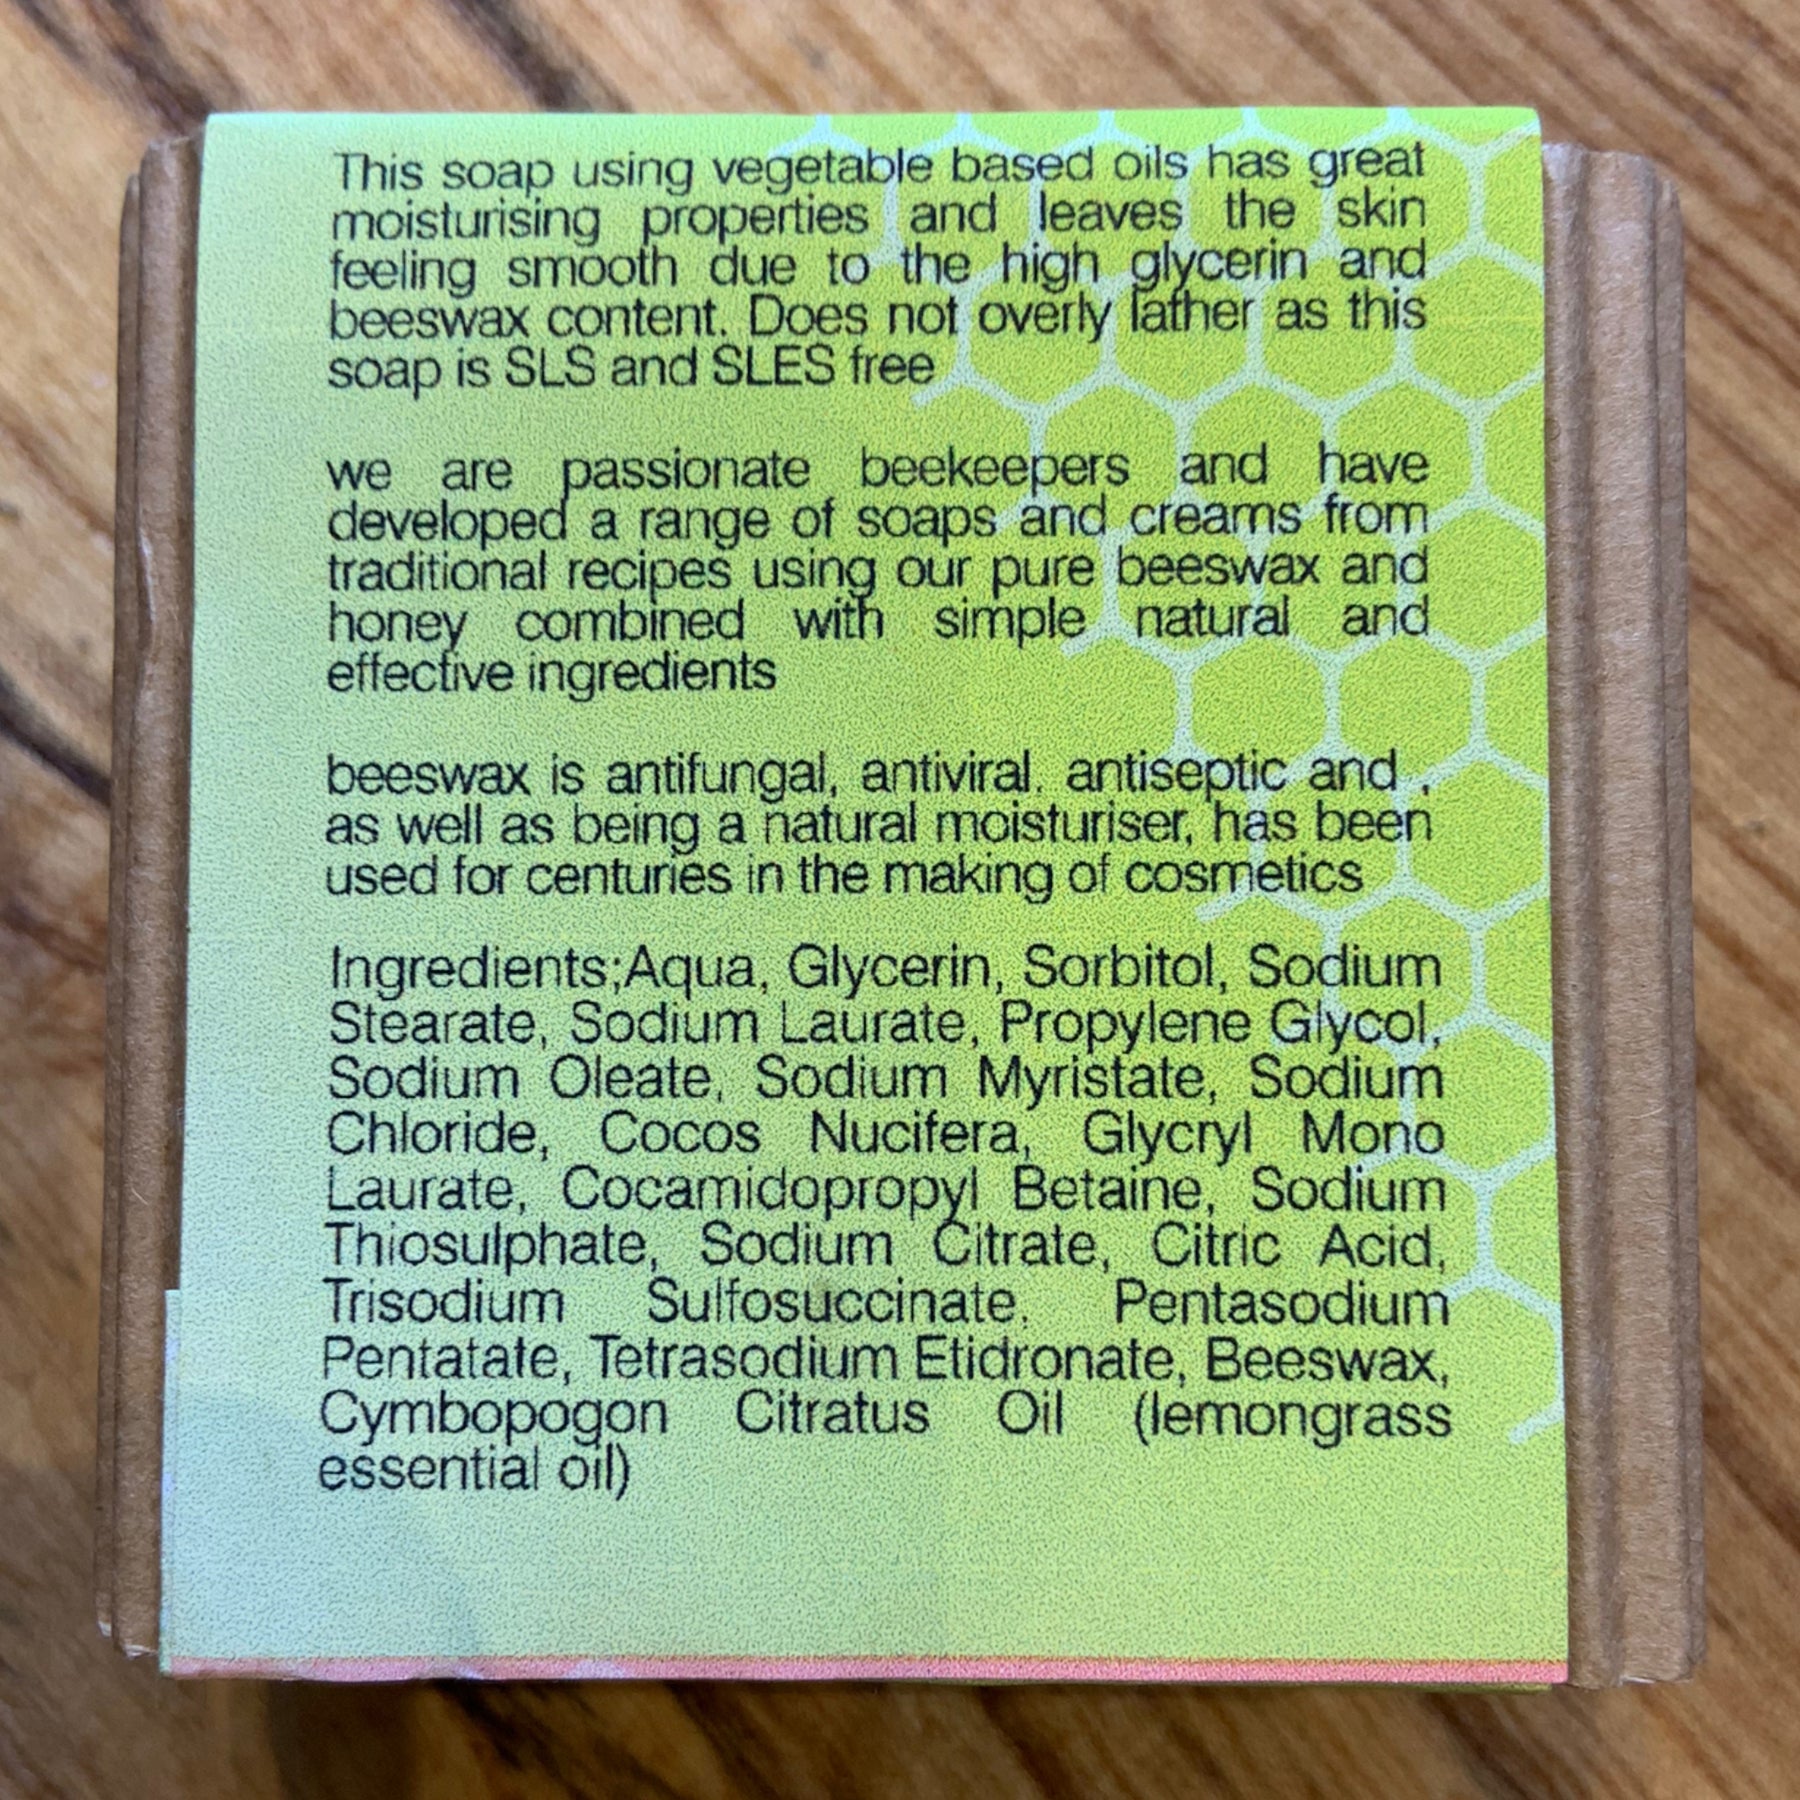 This soap using vegetable based oils has great
moisturising properties and leaves the skin
feeling smooth due to the high glycerin and
beeswax content. Does not overly lather as this
soap is SLS and SLES free
we are passionate beekeepers and have
developed a range of soaps and creams from
traditional recipes using our pure beeswax and
honey combined with simple natural and
effective ingredients
beeswax is antifungal, antiviral. antiseptic and ,
as well as being a natural moisturiser, has been
used for centuries in the making of cosmetics
Ingredients;Aqua, Glycerin, Sorbitol, Sodium
Stearate, Sodium Laurate, Propylene Glycol,
Sodium Oleate, Sodium Myristate, Sodium
Chloride, Cocos Nucifera, Glycryl Mono
Laurate, Cocamidopropyl Betaine, Sodium
Thiosulphate, Sodium Citrate, Citric Acid,
Trisodium Sulfosuccinate, Pentasodium
Pentatate, Tetrasodium Etidronate, Beeswax,
Cymbopogon Citratus Oil (lemongrass
essential oil)